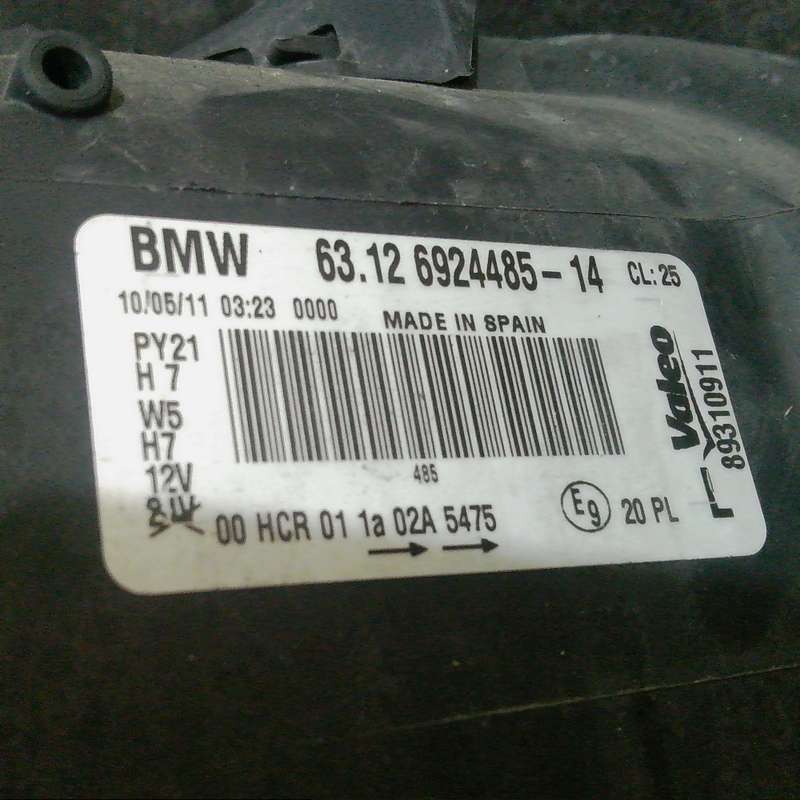 BMW 63.12 6924485-14 CL: 25
10/05/11 03:23 0000 MADE IN SPAIN
PY21
H 7
W5
H7
12V
485
00 HCR 01 1a 02A 5475
E9 20 PL
Valeo
89310911